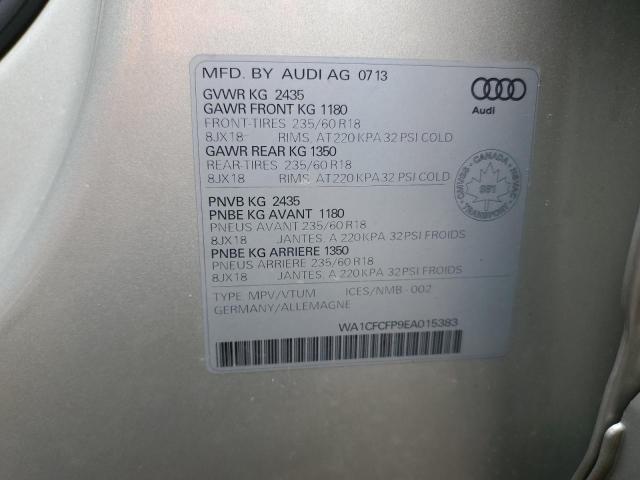 MFD. BY AUDI AG 0713
Audi
GVWR KG 2435
GAWR FRONT KG 1180
FRONT-TIRES 235/60 R18
8JX18 RIMS, AT 220 KPA 32 PSI COLD
GAWR REAR KG 1350
REAR-TIRES 235/60 R18
8JX18 RIMS, AT 220 KPA 32 PSI COLD
CANADA
TRANSPORT
PNVB KG 2435
PNBE KG AVANT 1180
PNEUS AVANT 235/60 R18
8JX18 JANTES, A 220 KPA 32 PSI FROIDS
PNBE KG ARRIERE 1350
PNEUS ARRIERE 235/60 R18
8JX18 JANTES, A 220 KPA 32 PSI FROIDS
TYPE MPV/VTUM ICES/NMB - 002
GERMANY/ALLEMAGNE
WA1CFCFP9EA015383